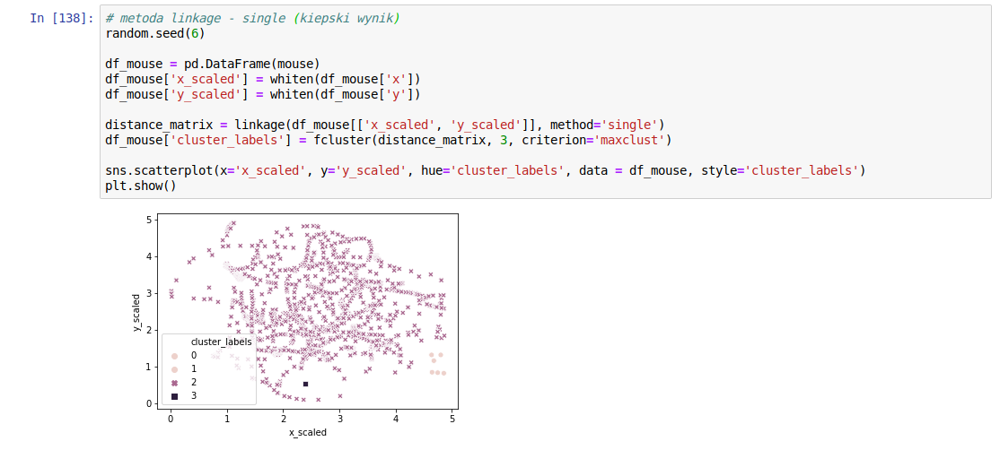 In [138]:
# metoda linkage - single (kiepski wynik)
random.seed(6)
df_mouse = pd.DataFrame(mouse)
df_mouse['x_scaled'] = whiten(df_mouse['x'])
df_mouse['y_scaled'] = whiten(df_mouse['y'])
distance_matrix = linkage(df_mouse[['x_scaled', 'y_scaled']], method='single')
df_mouse['cluster_labels'] = fcluster(distance_matrix, 3, criterion='maxclust')
sns.scatterplot(x='x_scaled', y='y_scaled', hue='cluster_labels', data = df_mouse, style='cluster_labels')
plt.show()
5
4
3
2
1
0
y_scaled
cluster_labels
0
1
2
3
0 1 2 3 4 5
x_scaled